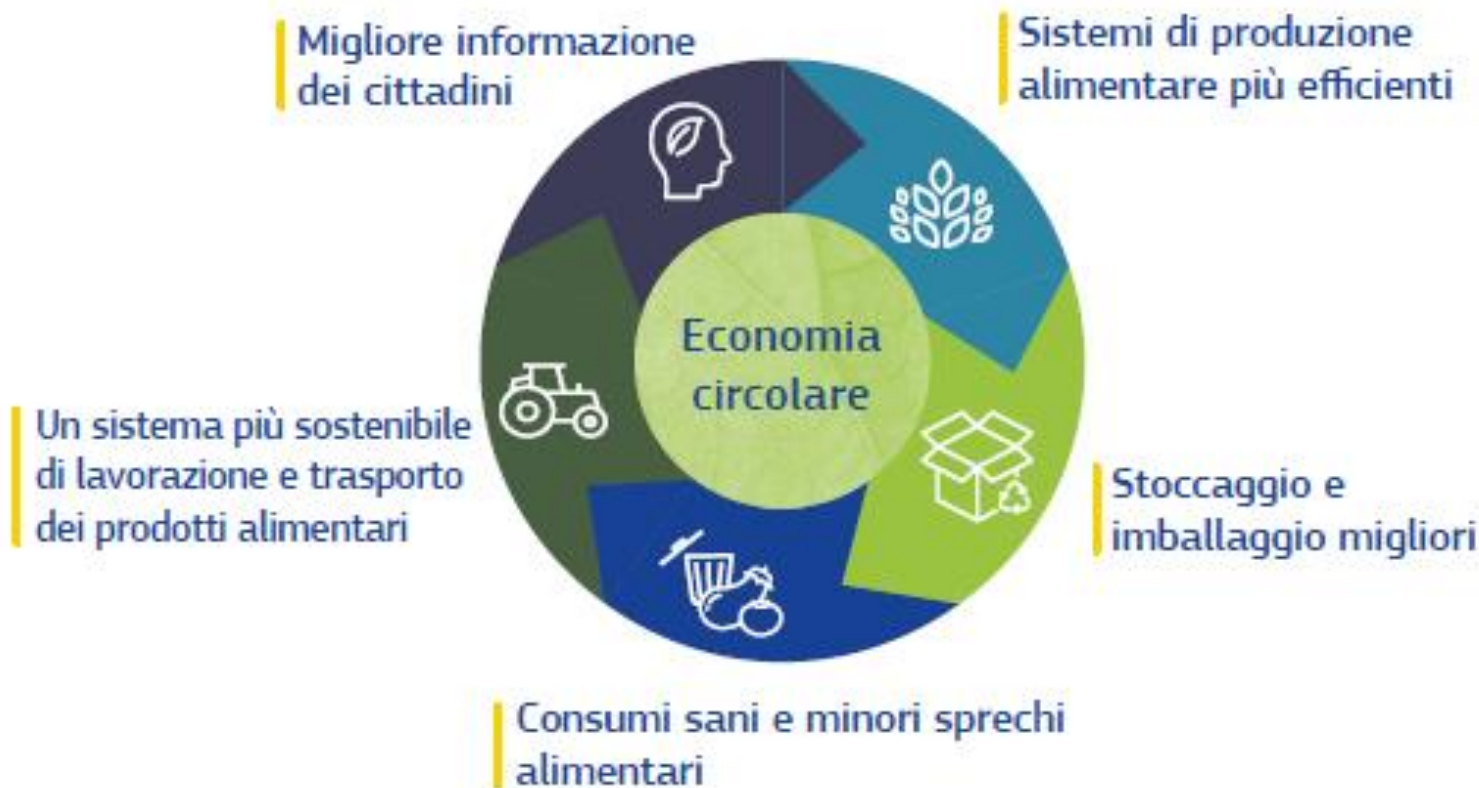 Migliore informazione
dei cittadini
Sistemi di produzione
alimentare più efficienti
Economia
circolare
Un sistema più sostenibile
di lavorazione e trasporto
dei prodotti alimentari
Stoccaggio e
imballaggio migliori
Consumi sani e minori sprechi
alimentari